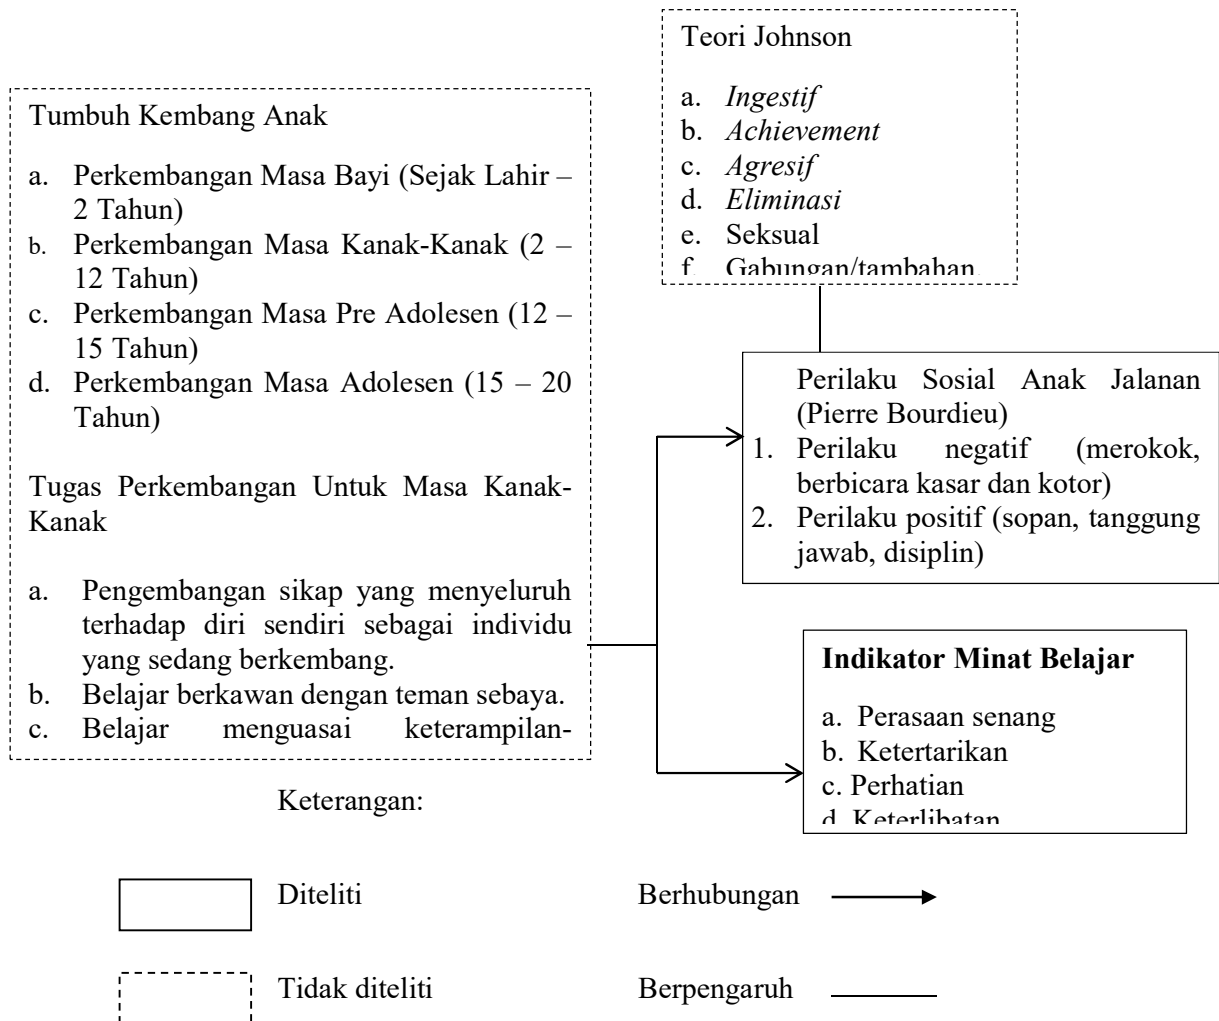 Teori Johnson
a. Ingestif
b. Achievement
c. Agresif
d. Eliminasi
e. Seksual
f. Gabungan/tambahan.
Tumbuh Kembang Anak
a. Perkembangan Masa Bayi (Sejak Lahir –
2 Tahun)
b. Perkembangan Masa Kanak-Kanak (2 –
12 Tahun)
c. Perkembangan Masa Pre Adolesen (12 –
15 Tahun)
d. Perkembangan Masa Adolesen (15 – 20
Tahun)
Tugas Perkembangan Untuk Masa Kanak-
Kanak
a. Pengembangan sikap yang menyeluruh
terhadap diri sendiri sebagai individu
yang sedang berkembang.
b. Belajar berkawan dengan teman sebaya.
c. Belajar menguasai keterampilan-
Perilaku Sosial Anak Jalanan
(Pierre Bourdieu)
1. Perilaku negatif (merokok,
berbicara kasar dan kotor)
2. Perilaku positif (sopan, tanggung
jawab, disiplin)
Indikator Minat Belajar
a. Perasaan senang
b. Ketertarikan
c. Perhatian
d. Keterlibatan
Keterangan:
Diteliti
Berhubungan
Tidak diteliti
Berpengaruh